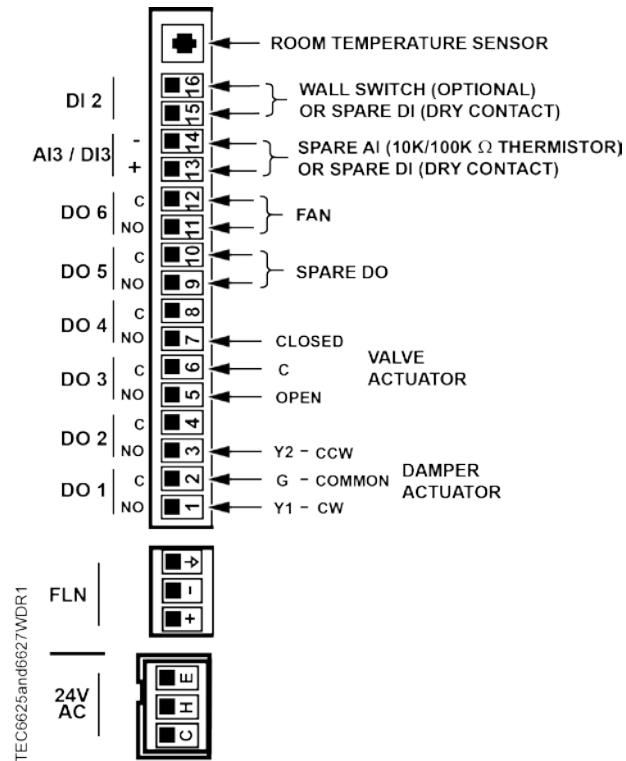 ROOM TEMPERATURE SENSOR
DI 2
16
15
WALL SWITCH (OPTIONAL)
OR SPARE DI (DRY CONTACT)
AI3 / DI3
-
+
14
13
SPARE AI (10K/100K Ω THERMISTOR)
OR SPARE DI (DRY CONTACT)
DO 6
C
NO
12
11
FAN
DO 5
C
NO
10
9
SPARE DO
DO 4
C
NO
8
7
CLOSED
DO 3
C
NO
6
5
C
OPEN
VALVE
ACTUATOR
DO 2
C
NO
4
3
Y2 - CCW
DO 1
C
NO
2
1
G - COMMON
Y1 - CW
DAMPER
ACTUATOR
FLN
-
+
24V
AC
E
H
C
TEC6625and6627WDR1